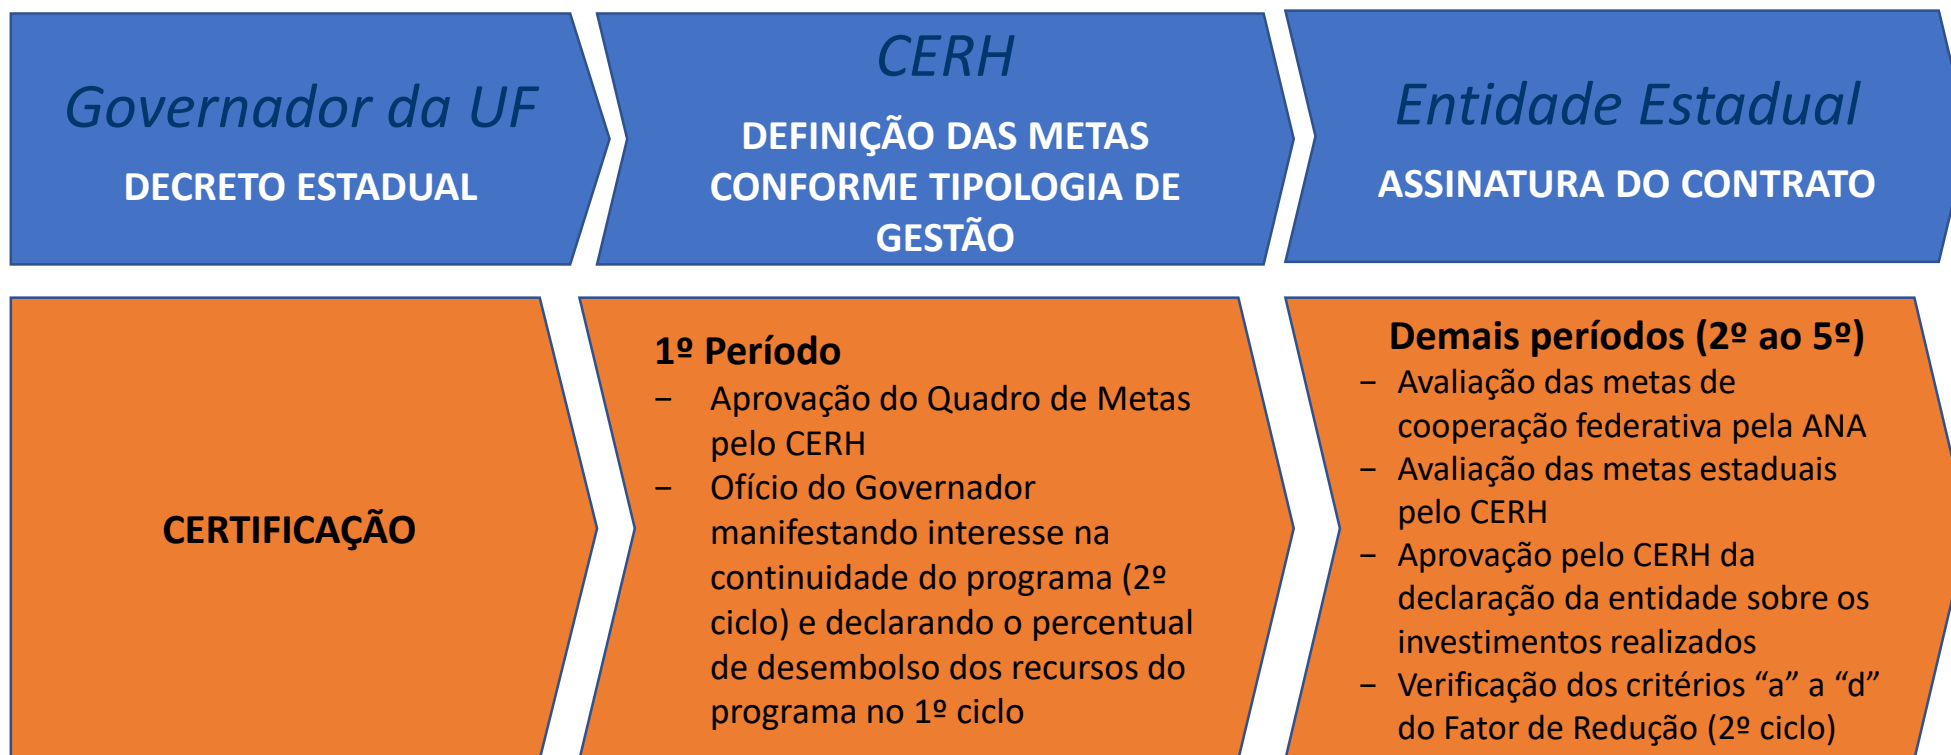 Governador da UF
DECRETO ESTADUAL
CERH
DEFINIÇÃO DAS METAS
CONFORME TIPOLOGIA DE
GESTÃO
Entidade Estadual
ASSINATURA DO CONTRATO
CERTIFICAÇÃO
1º Período
− Aprovação do Quadro de Metas
pelo CERH
− Ofício do Governador
manifestando interesse na
continuidade do programa (2º
ciclo) e declarando o percentual
de desembolso dos recursos do
programa no 1º ciclo
Demais períodos (2º ao 5º)
− Avaliação das metas de
cooperação federativa pela ANA
− Avaliação das metas estaduais
pelo CERH
− Aprovação pelo CERH da
declaração da entidade sobre os
investimentos realizados
− Verificação dos critérios “a” a “d”
do Fator de Redução (2º ciclo)